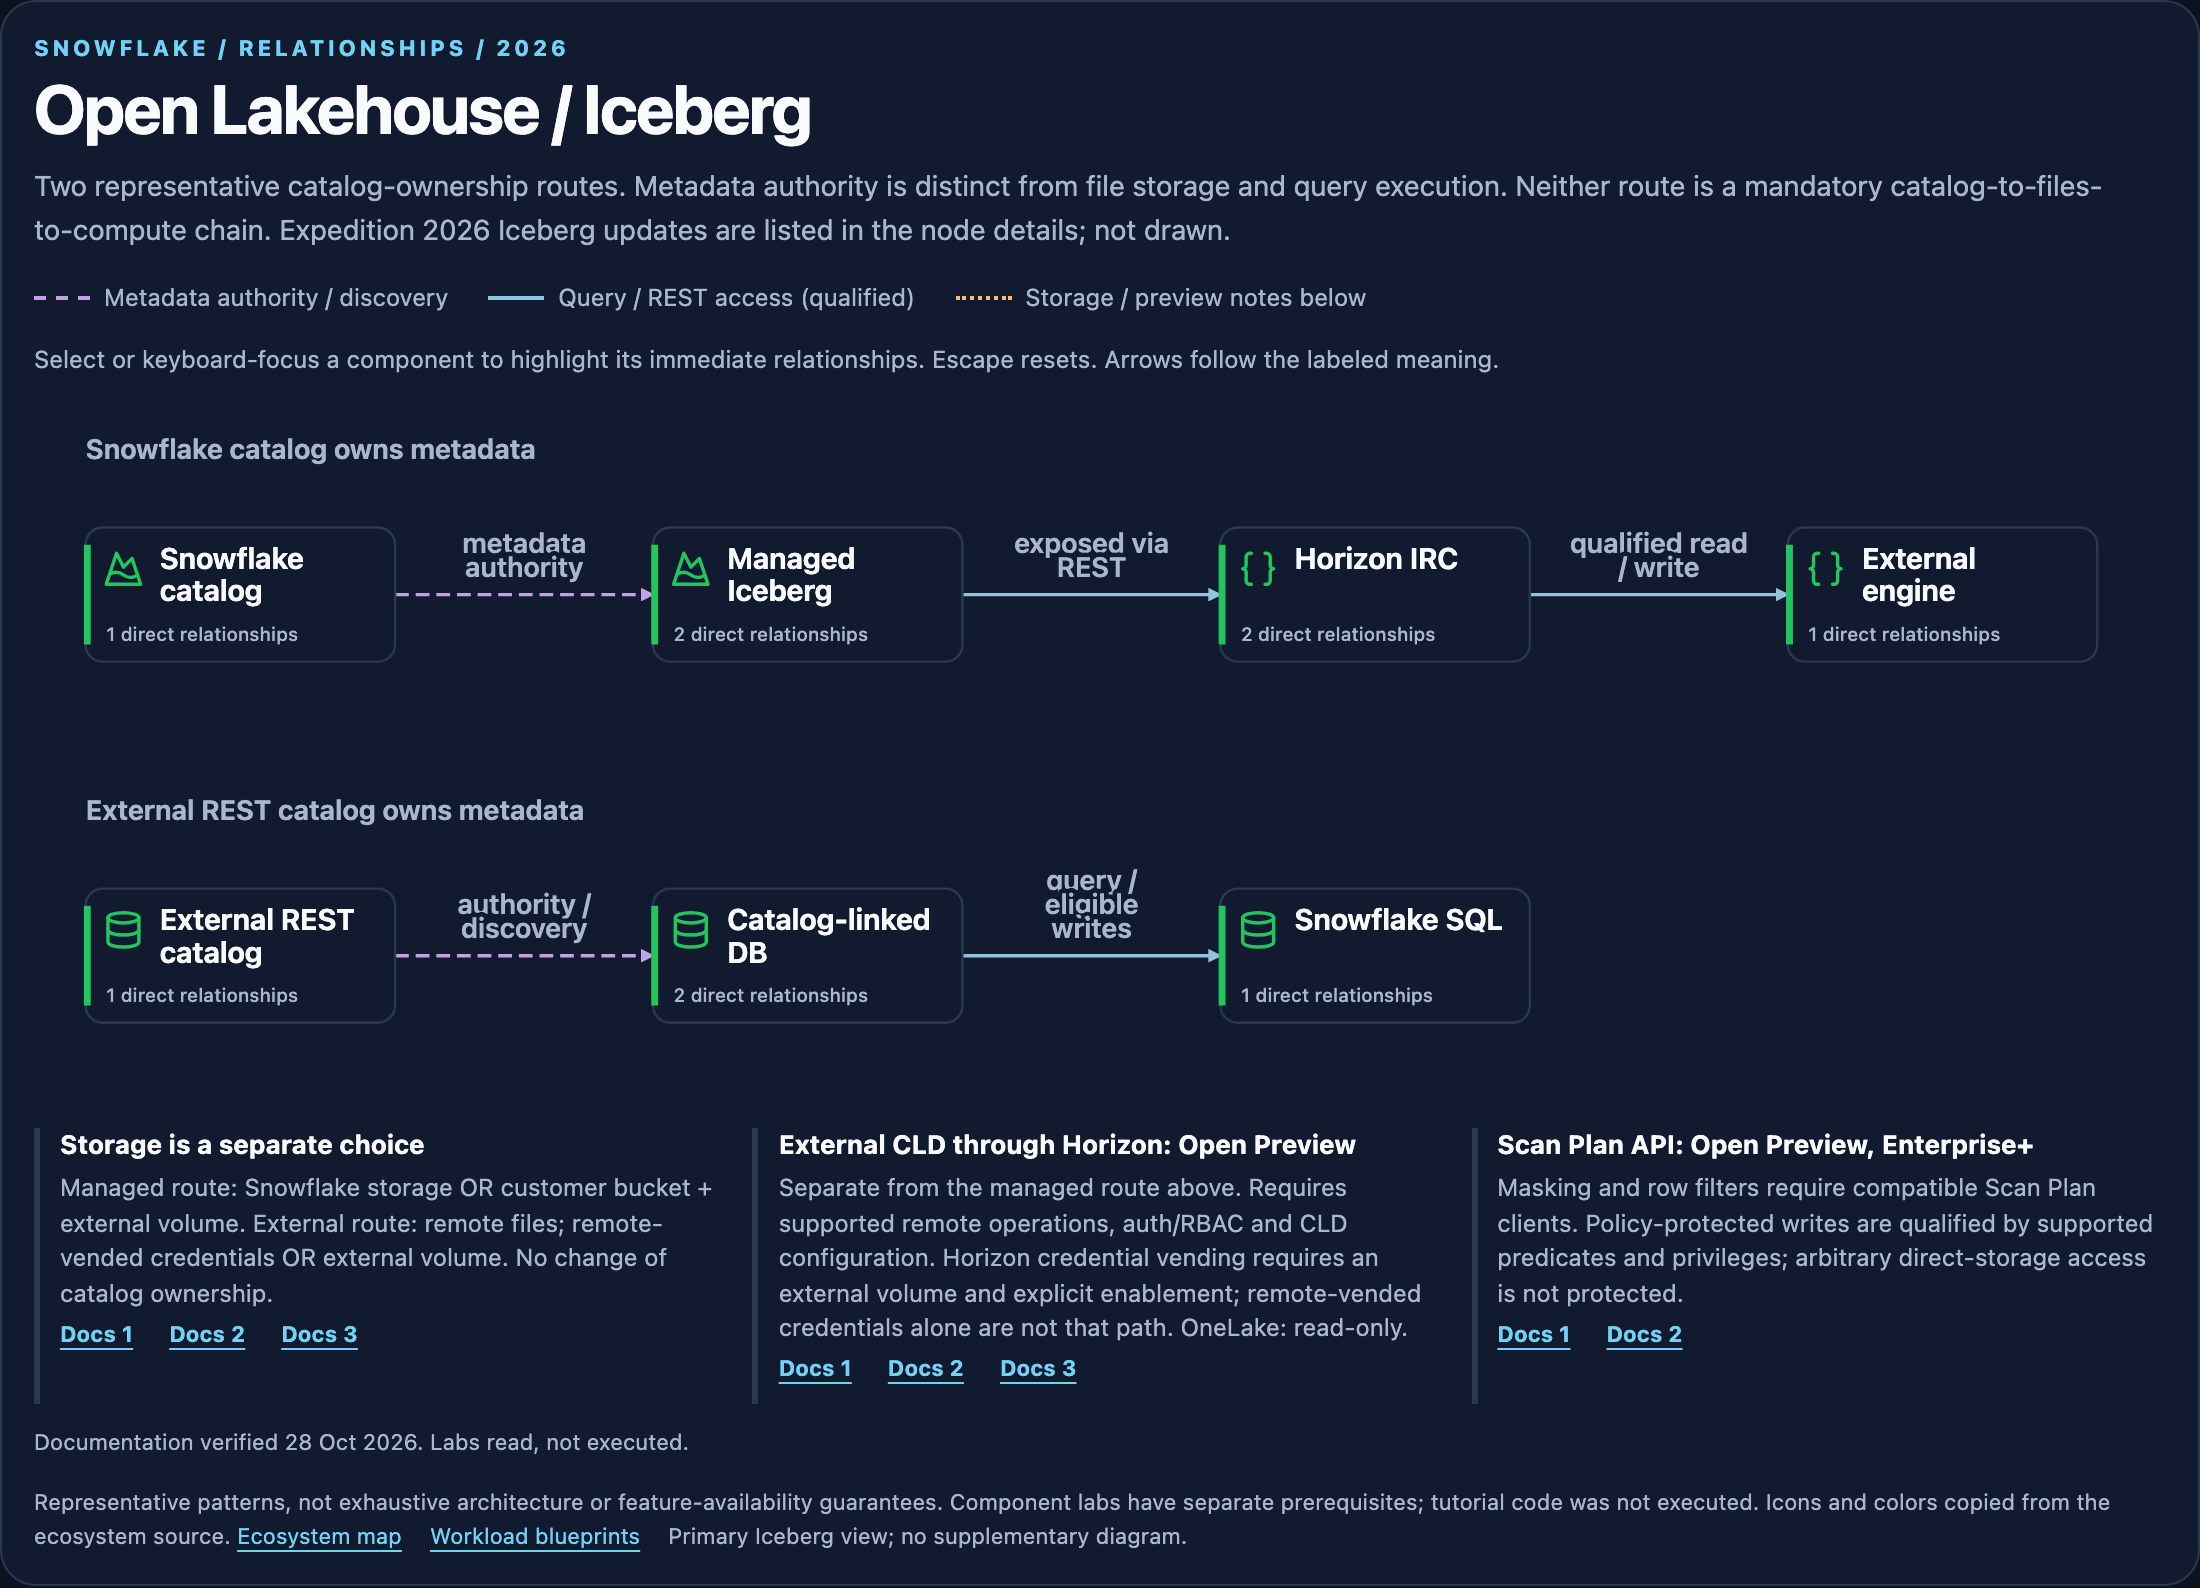 SNOWFLAKE / RELATIONSHIPS / 2026
Open Lakehouse / Iceberg
Two representative catalog-ownership routes. Metadata authority is distinct from file storage and query execution. Neither route is a mandatory catalog-to-files-
to-compute chain. Expedition 2026 Iceberg updates are listed in the node details; not drawn.
Metadata authority / discovery
Query / REST access (qualified)
Storage / preview notes below
Select or keyboard-focus a component to highlight its immediate relationships. Escape resets. Arrows follow the labeled meaning.
Snowflake catalog owns metadata
Snowflake
catalog
1 direct relationships
metadata
authority
Managed
Iceberg
2 direct relationships
exposed via
REST
Horizon IRC
2 direct relationships
qualified read
/ write
External
engine
1 direct relationships
External REST catalog owns metadata
External REST
catalog
1 direct relationships
authority /
discovery
Catalog-linked
DB
2 direct relationships
query /
eligible
writes
Snowflake SQL
1 direct relationships
Storage is a separate choice
Managed route: Snowflake storage OR customer bucket +
external volume. External route: remote files; remote-
vended credentials OR external volume. No change of
catalog ownership.
Docs 1 Docs 2 Docs 3
External CLD through Horizon: Open Preview
Separate from the managed route above. Requires
supported remote operations, auth/RBAC and CLD
configuration. Horizon credential vending requires an
external volume and explicit enablement; remote-vended
credentials alone are not that path. OneLake: read-only.
Docs 1 Docs 2 Docs 3
Scan Plan API: Open Preview, Enterprise+
Masking and row filters require compatible Scan Plan
clients. Policy-protected writes are qualified by supported
predicates and privileges; arbitrary direct-storage access
is not protected.
Docs 1 Docs 2
Documentation verified 28 Oct 2026. Labs read, not executed.
Representative patterns, not exhaustive architecture or feature-availability guarantees. Component labs have separate prerequisites; tutorial code was not executed. Icons and colors copied from the
ecosystem source. Ecosystem map Workload blueprints Primary Iceberg view; no supplementary diagram.